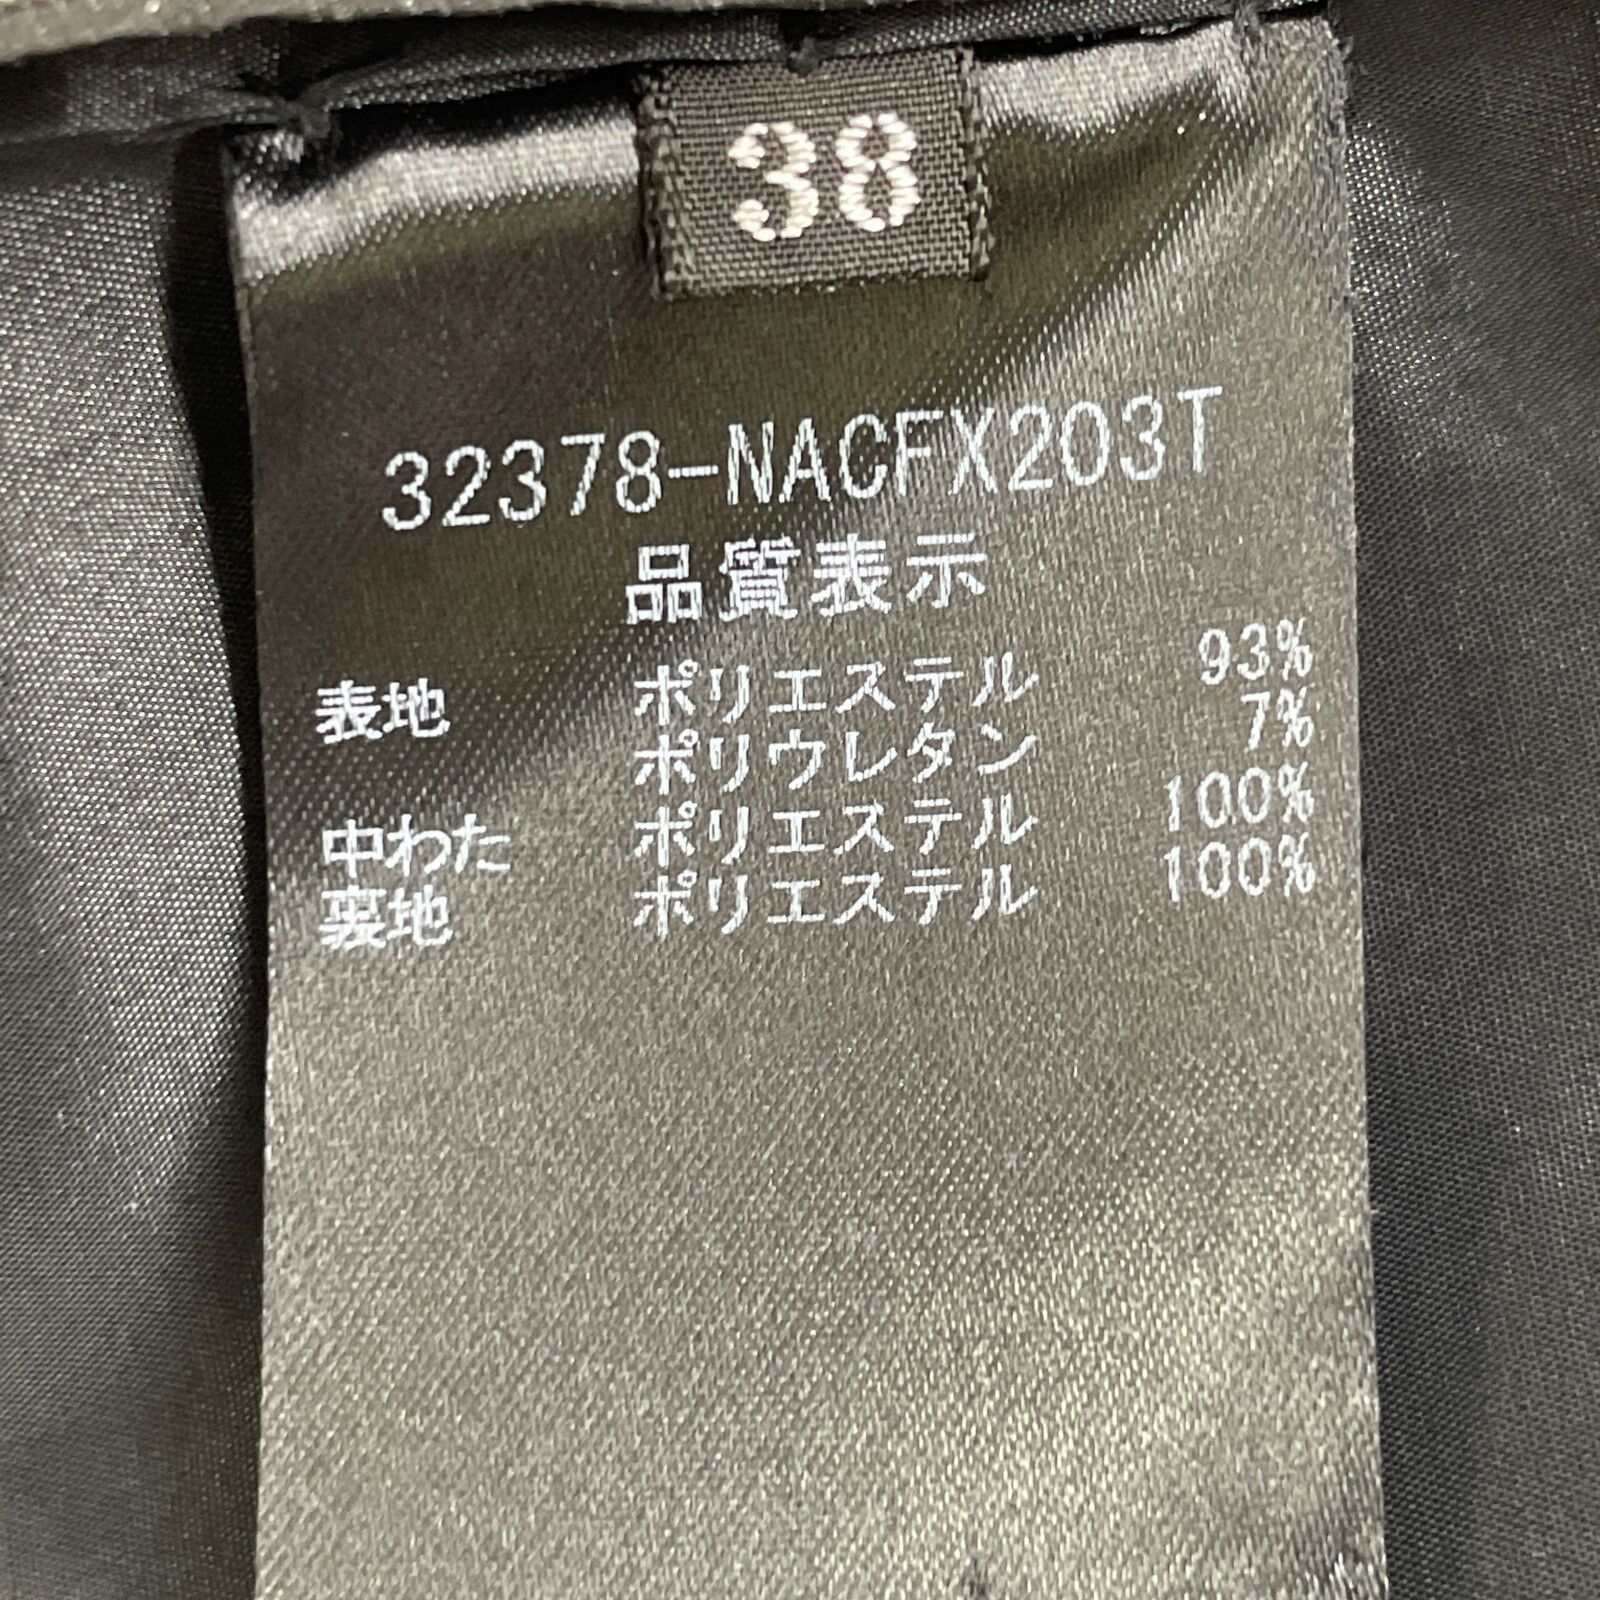 38
32378-NACFX203T
品質表示
表地 ポリエステル 93%
ポリウレタン 7%
中わた ポリエステル 100%
裏地 ポリエステル 100%